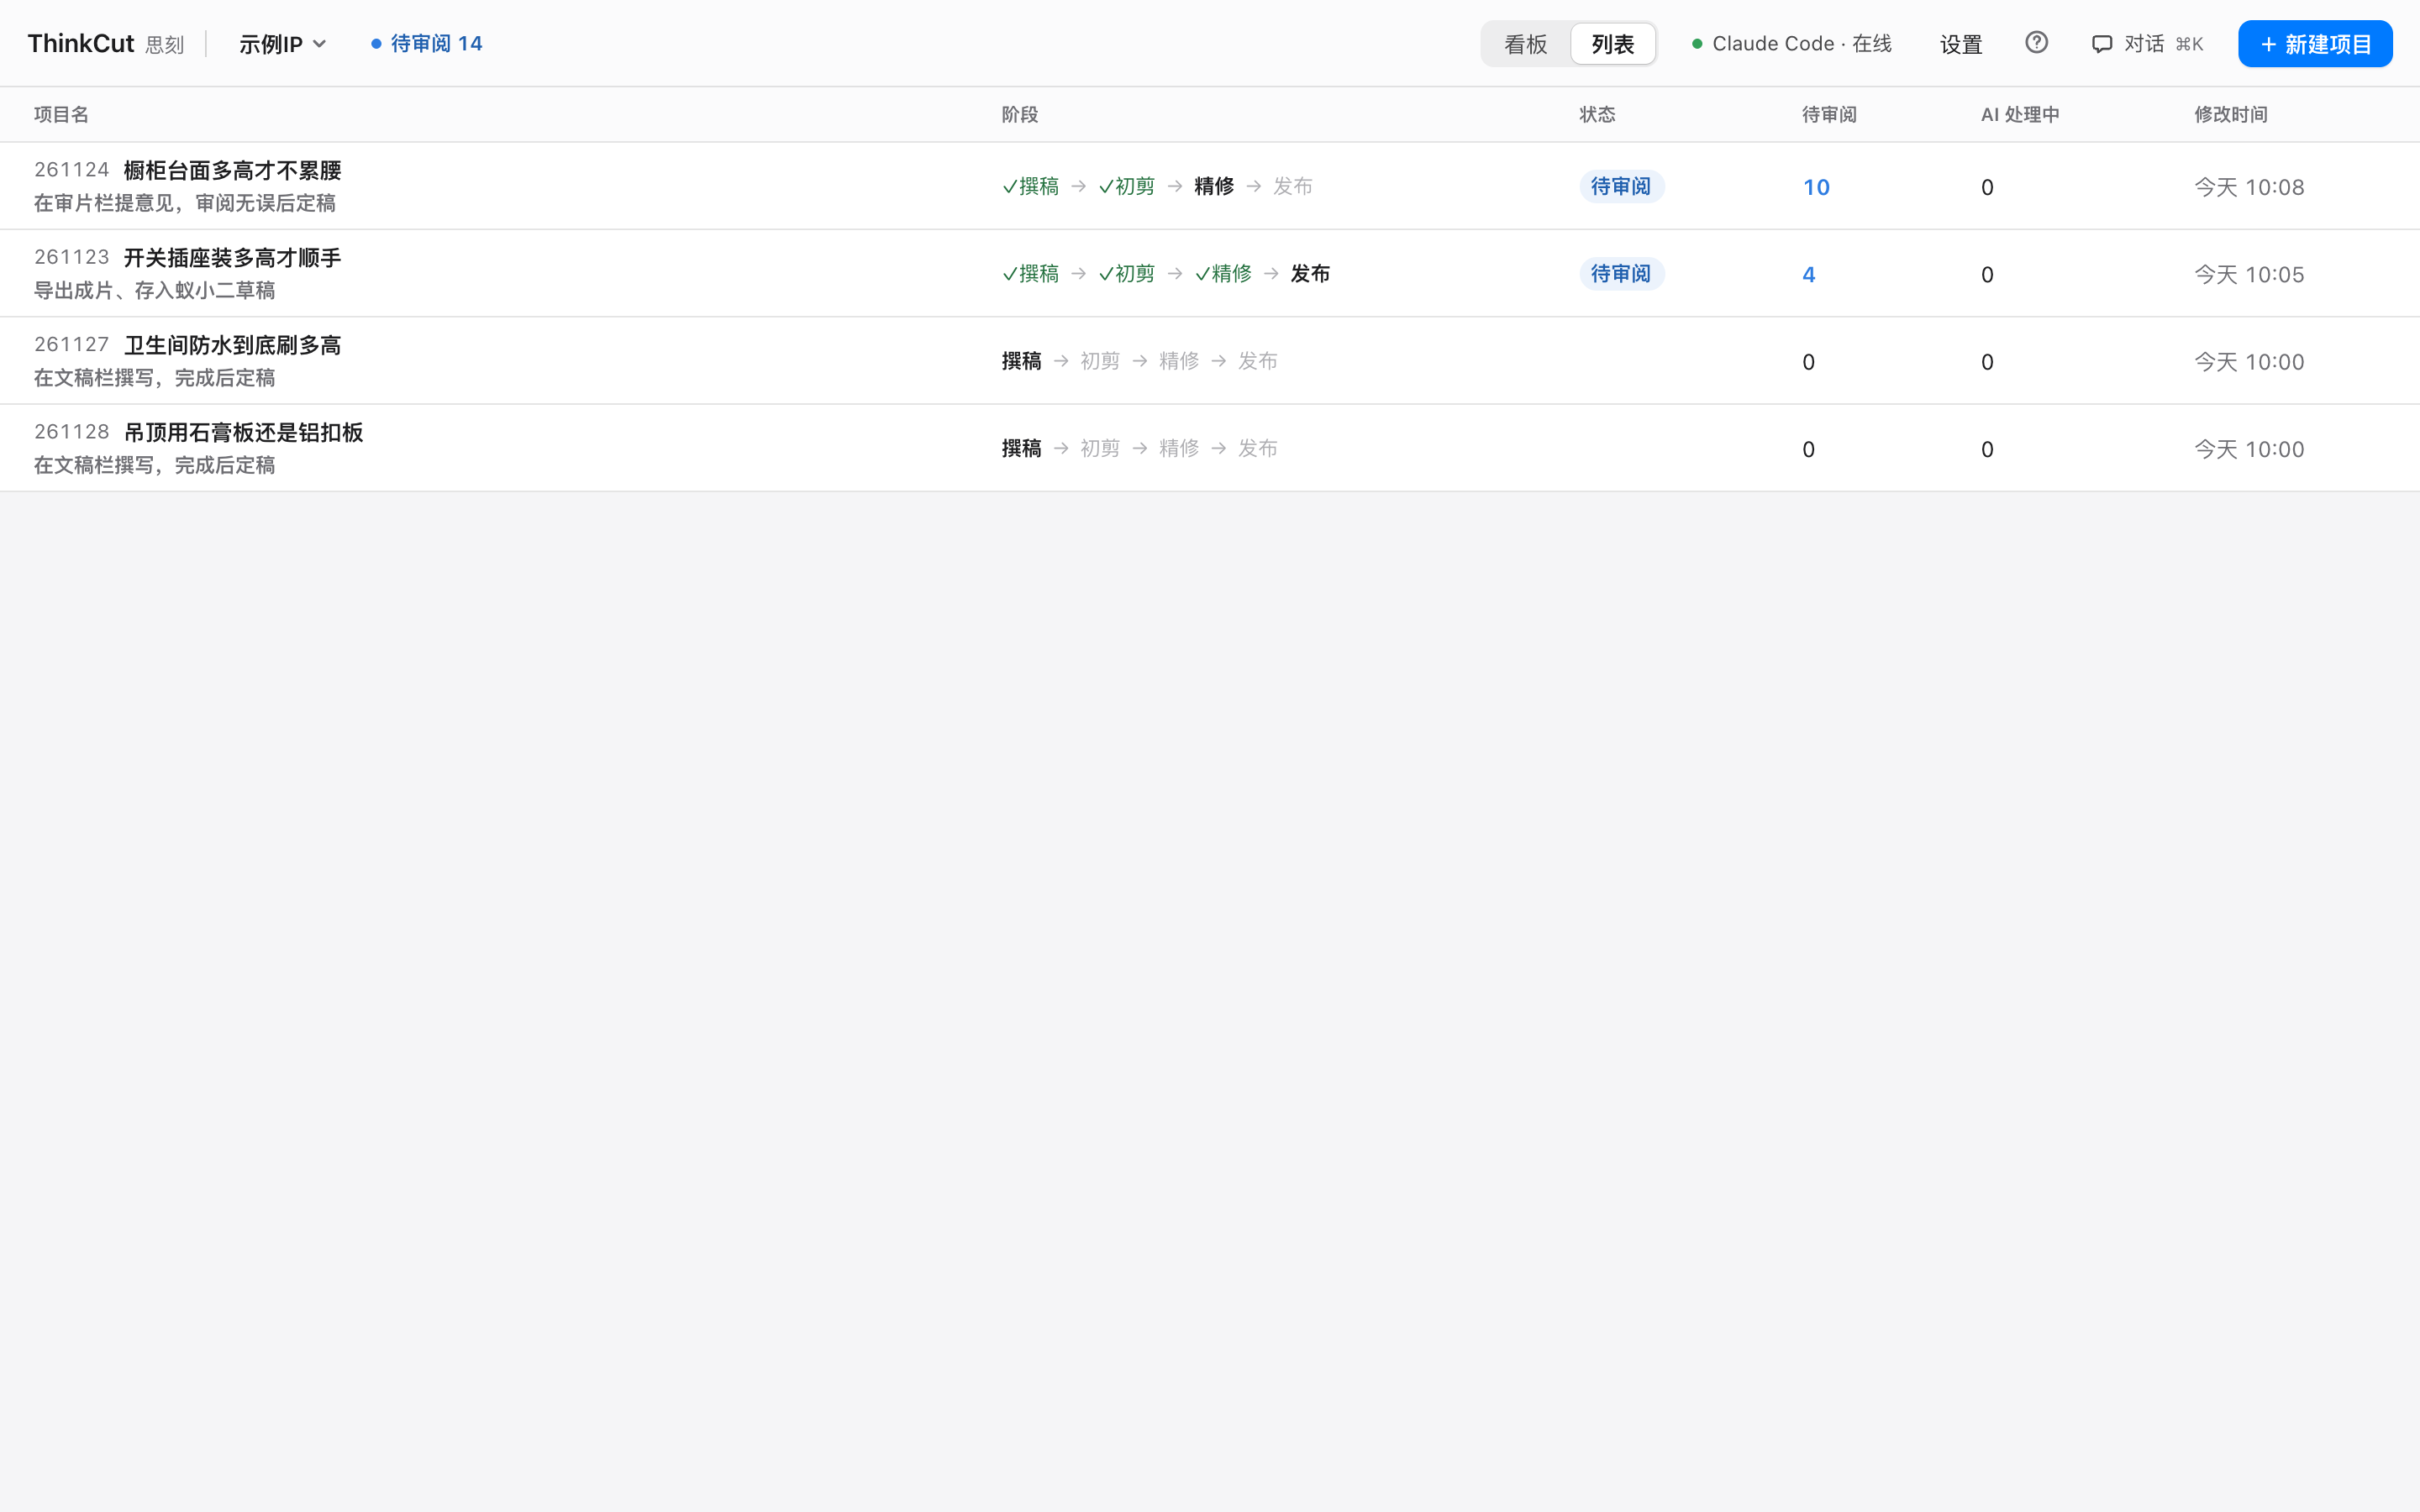 ThinkCut 思刻 示例IP 待审阅 14 看板 列表 Claude Code · 在线 设置 对话 ⌘K + 新建项目
项目名 阶段 状态 待审阅 AI 处理中 修改时间
261124 橱柜台面多高才不累腰
在审片栏提意见，审阅无误后定稿
✓撰稿 → ✓初剪 → 精修 → 发布 待审阅 10 0 今天 10:08
261123 开关插座装多高才顺手
导出成片、存入蚁小二草稿
✓撰稿 → ✓初剪 → ✓精修 → 发布 待审阅 4 0 今天 10:05
261127 卫生间防水到底刷多高
在文稿栏撰写，完成后定稿
撰稿 → 初剪 → 精修 → 发布 0 0 今天 10:00
261128 吊顶用石膏板还是铝扣板
在文稿栏撰写，完成后定稿
撰稿 → 初剪 → 精修 → 发布 0 0 今天 10:00